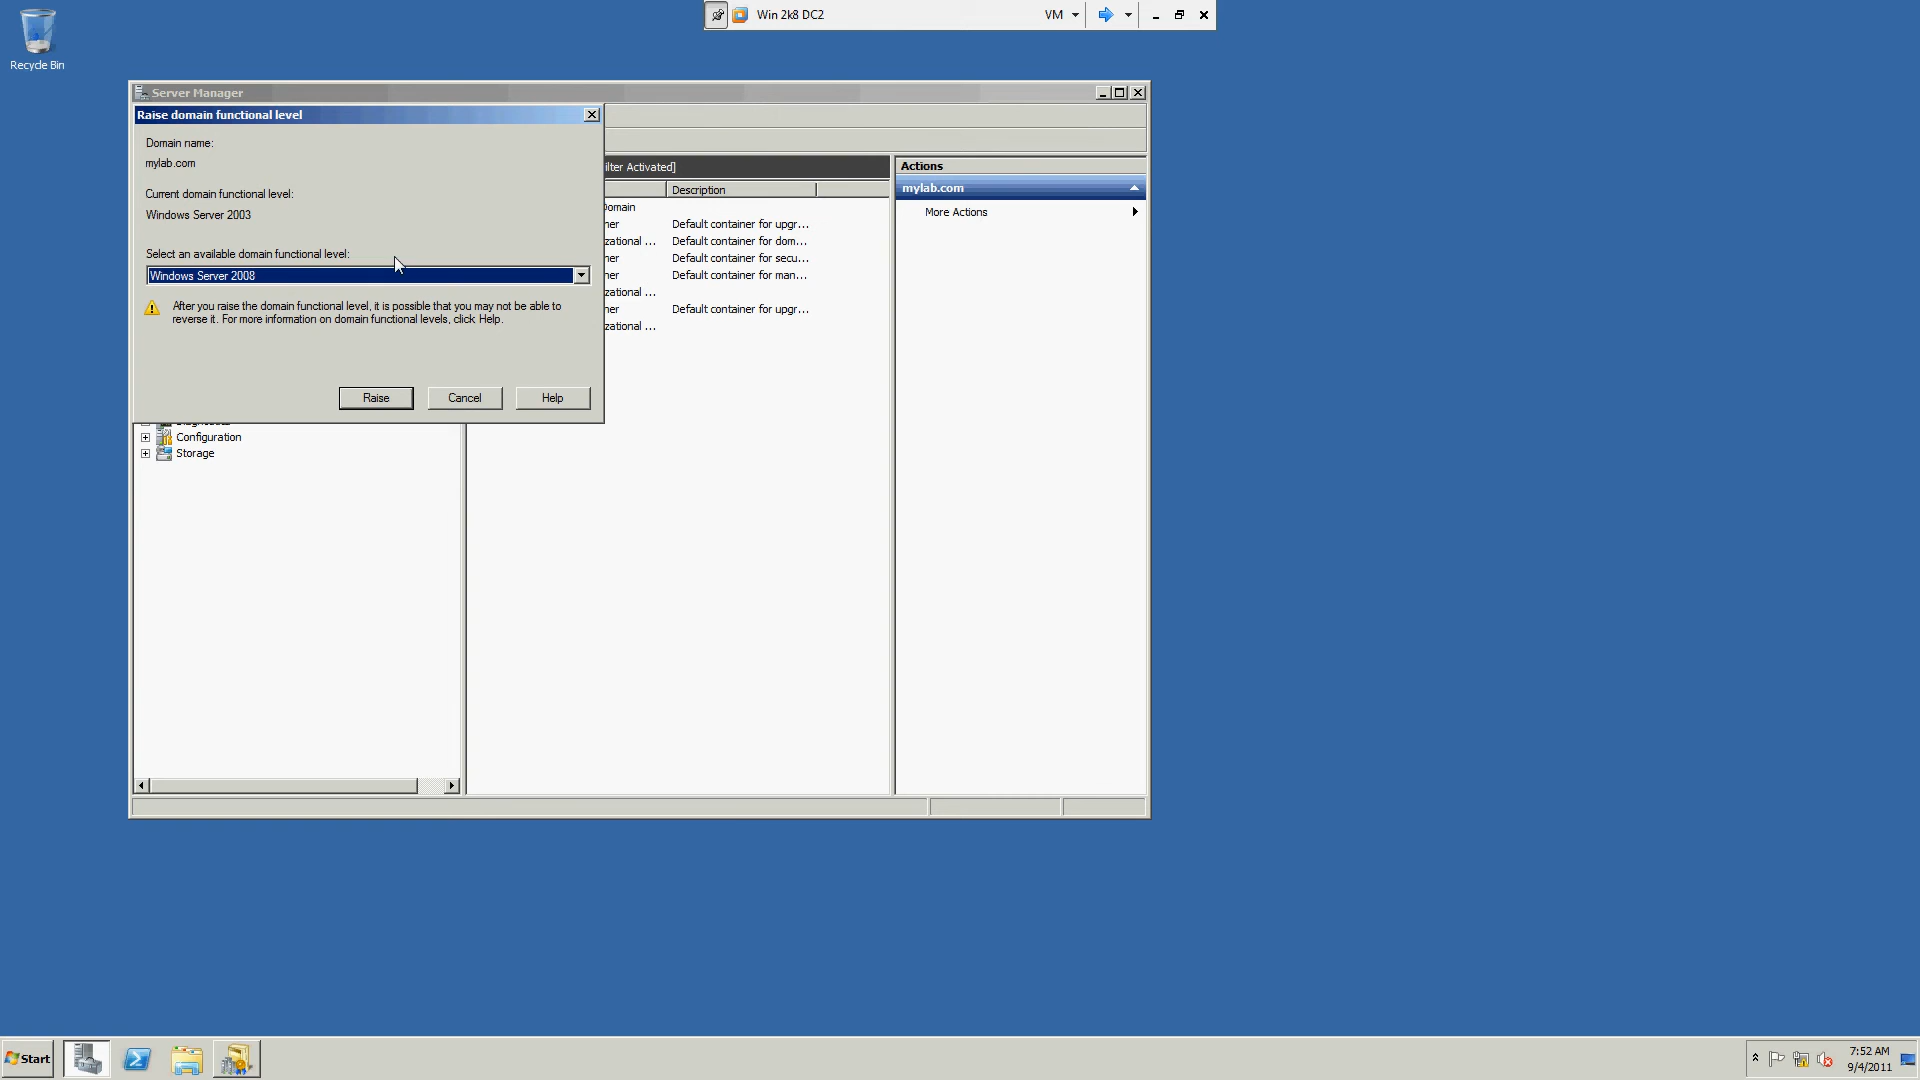 Win 2k8 DC2
VM
Recycle Bin
Server Manager
Raise domain functional level
Domain name:
mylab.com
Current domain functional level:
Windows Server 2003
Select an available domain functional level:
Windows Server 2008
After you raise the domain functional level, it is possible that you may not be able to
reverse it. For more information on domain functional levels, click Help.
Raise
Cancel
Help
ilter Activated]
Description
Domain
ner
Default container for upgr...
zational ...
Default container for dom...
ner
Default container for secu...
ner
Default container for man...
zational ...
ner
Default container for upgr...
zational ...
Actions
mylab.com
More Actions
Configuration
Storage
Start
7:52 AM
9/4/2011